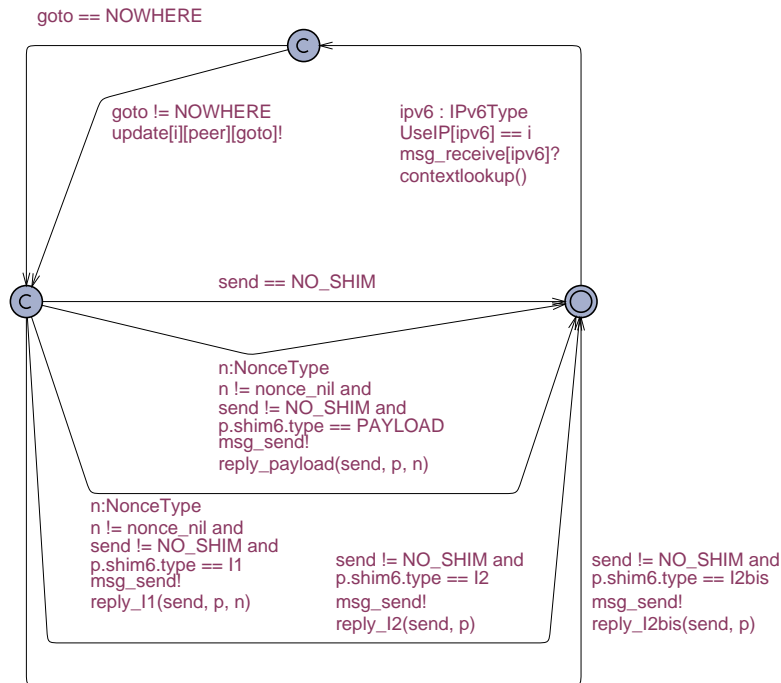 goto == NOWHERE
C
goto != NOWHERE
update[i][peer][goto]!
ipv6 : IPv6Type
UseIP[ipv6] == i
msg_receive[ipv6]?
contextlookup()
C
send == NO_SHIM
n:NonceType
n != nonce_nil and
send != NO_SHIM and
p.shim6.type == PAYLOAD
msg_send!
reply_payload(send, p, n)
n:NonceType
n != nonce_nil and
send != NO_SHIM and
p.shim6.type == I1
msg_send!
reply_I1(send, p, n)
send != NO_SHIM and
p.shim6.type == I2
msg_send!
reply_I2(send, p)
send != NO_SHIM and
p.shim6.type == I2bis
msg_send!
reply_I2bis(send, p)